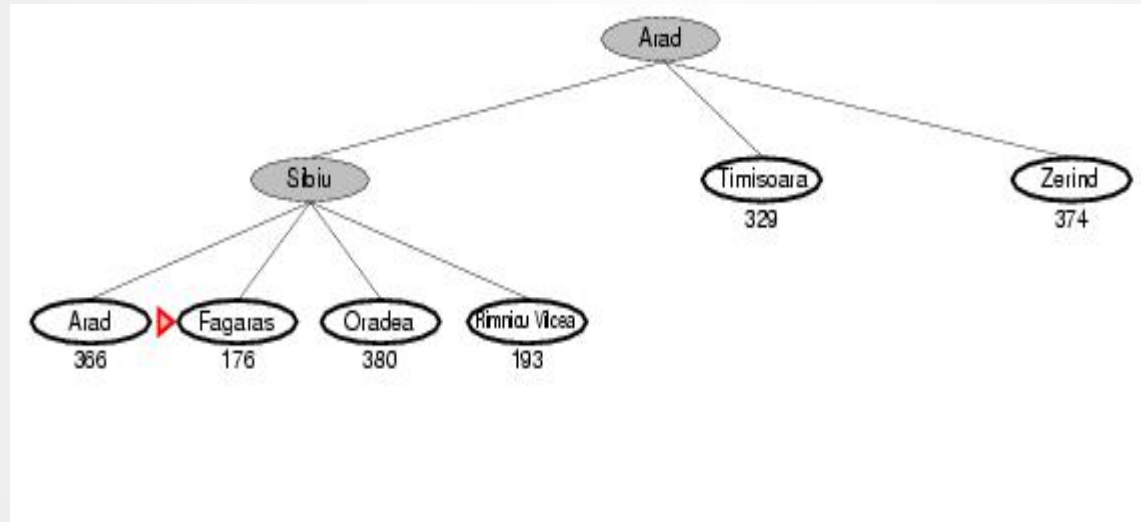 Arad
Sibiu
Timisoara
Zerind
329
374
Arad
Fagaras
Oradea
Rimnicu Vilcea
366
176
380
193